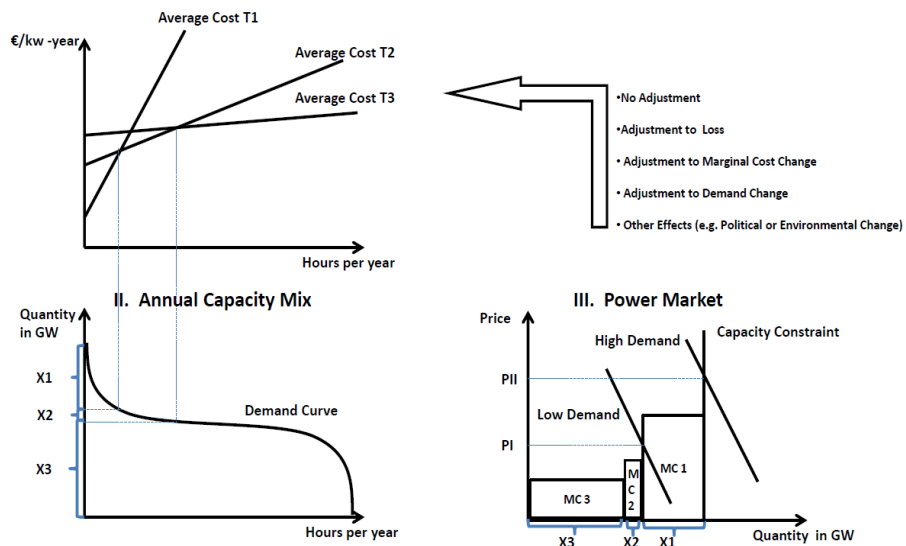 Average Cost T1
€/kw -year
Average Cost T2
Average Cost T3
Hours per year
•No Adjustment
•Adjustment to Loss
• Adjustment to Marginal Cost Change
• Adjustment to Demand Change
• Other Effects (e.g. Political or Environmental Change)
II. Annual Capacity Mix
Quantity
in GW
X1
X2
X3
Demand Curve
Hours per year
III. Power Market
Price
High Demand
Capacity Constraint
PII
Low Demand
PI
MC 3
M
C
2
MC 1
X3
X2
X1
Quantity in GW